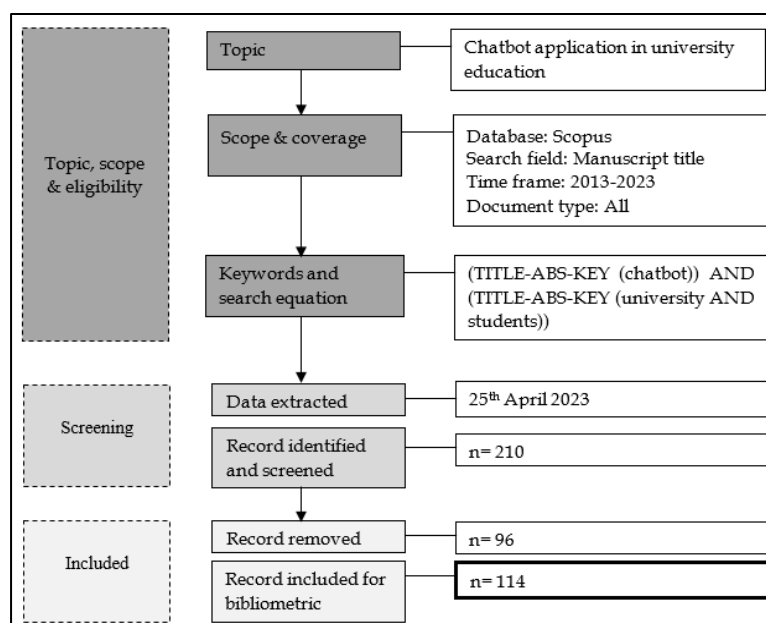 Topic
Chatbot application in university
education
Topic, scope
& eligibility
Scope & coverage
Database: Scopus
Search field: Manuscript title
Time frame: 2013-2023
Document type: All
Keywords and
search equation
(TITLE-ABS-KEY (chatbot)) AND
(TITLE-ABS-KEY (university AND
students))
Screening
Data extracted
25th April 2023
Record identified
and screened
n= 210
Included
Record removed
n= 96
Record included for
bibliometric
n= 114